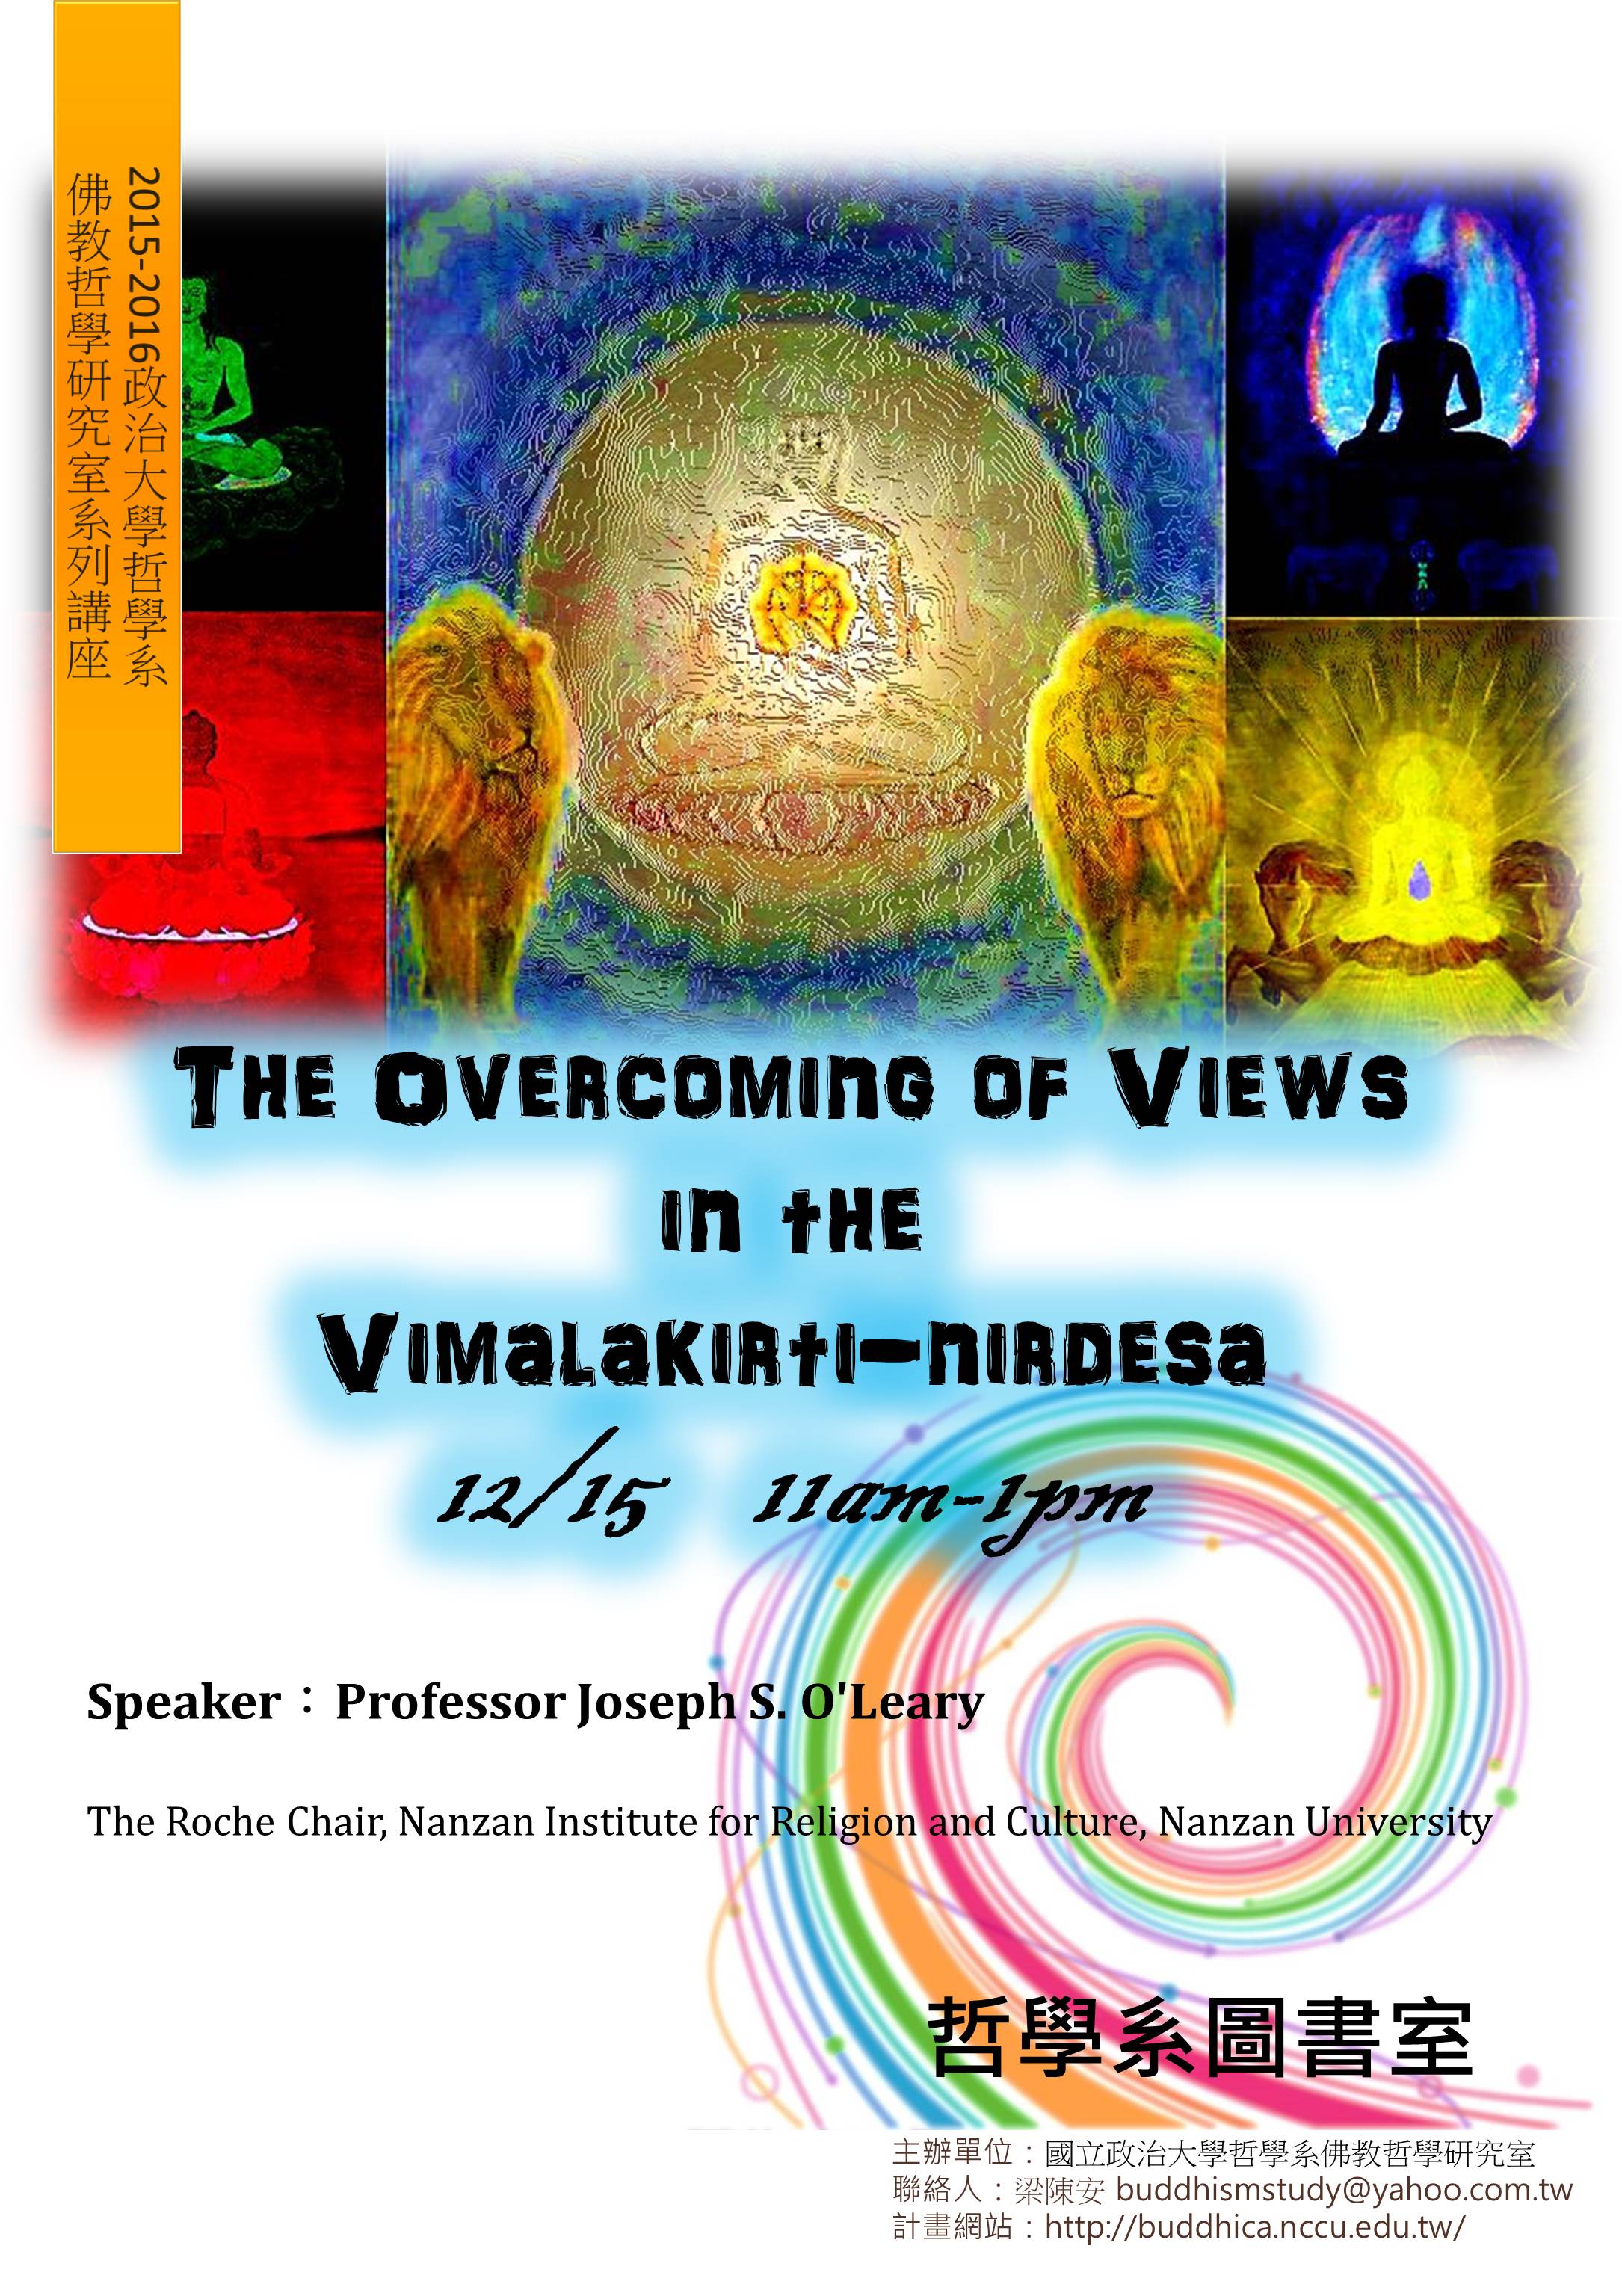 2015-2016政治大學哲學系
佛教哲學研究室系列講座
The Overcoming of Views
in the
Vimalakirti-nirdesa
12/15 11am-1pm
Speaker：Professor Joseph S. O'Leary
The Roche Chair, Nanzan Institute for Religion and Culture, Nanzan University
哲學系圖書室
主辦單位：國立政治大學哲學系佛教哲學研究室
聯絡人：梁陳安 buddhismstudy@yahoo.com.tw
計畫網站：http://buddhica.nccu.edu.tw/